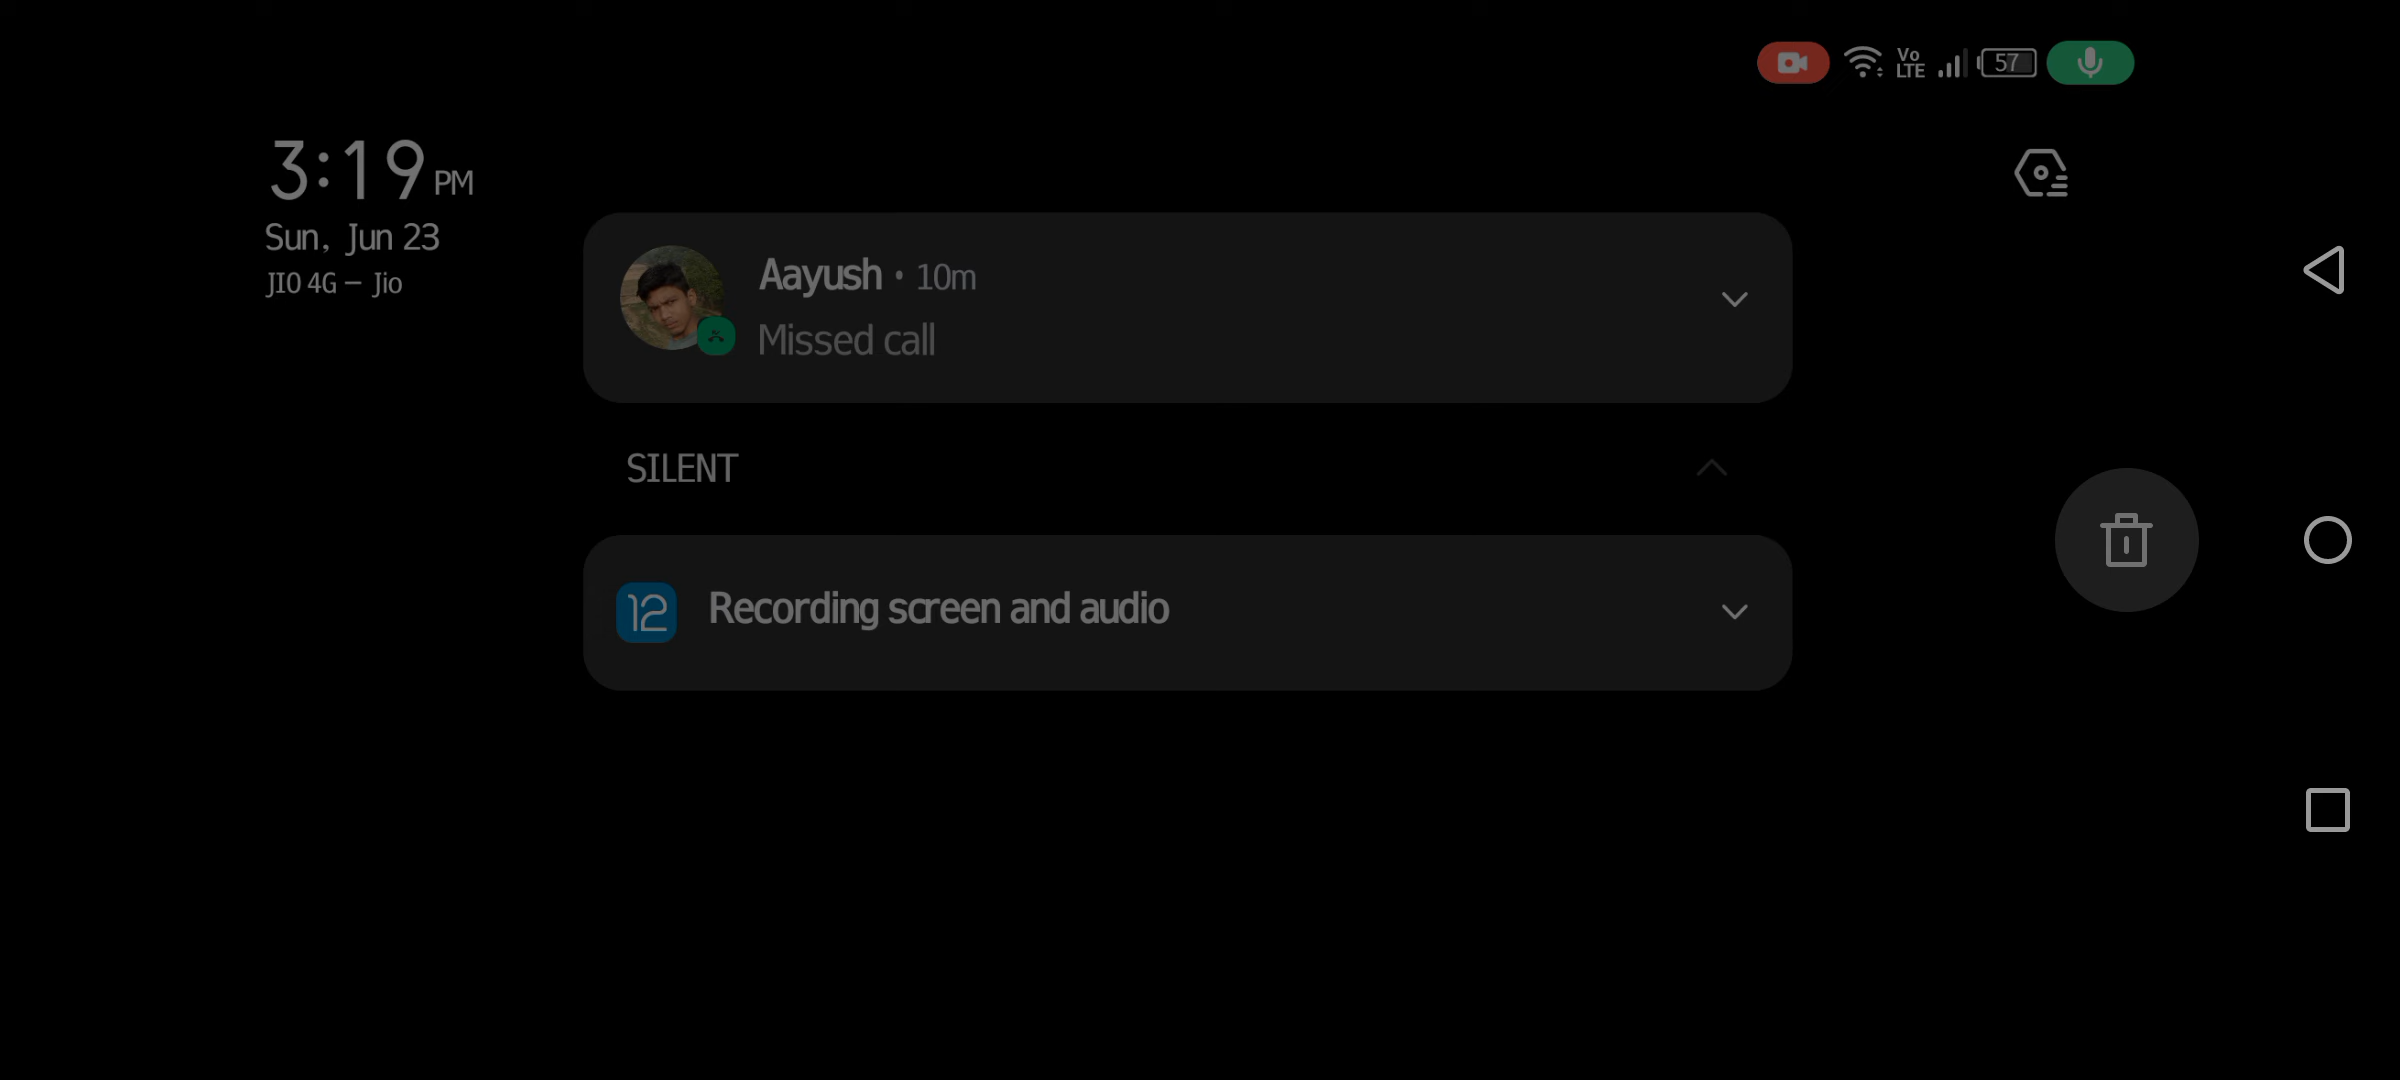 Vo
LTE
57
3:19 PM
Sun, Jun 23
JIO 4G — Jio
Aayush • 10m
Missed call
SILENT
12
Recording screen and audio